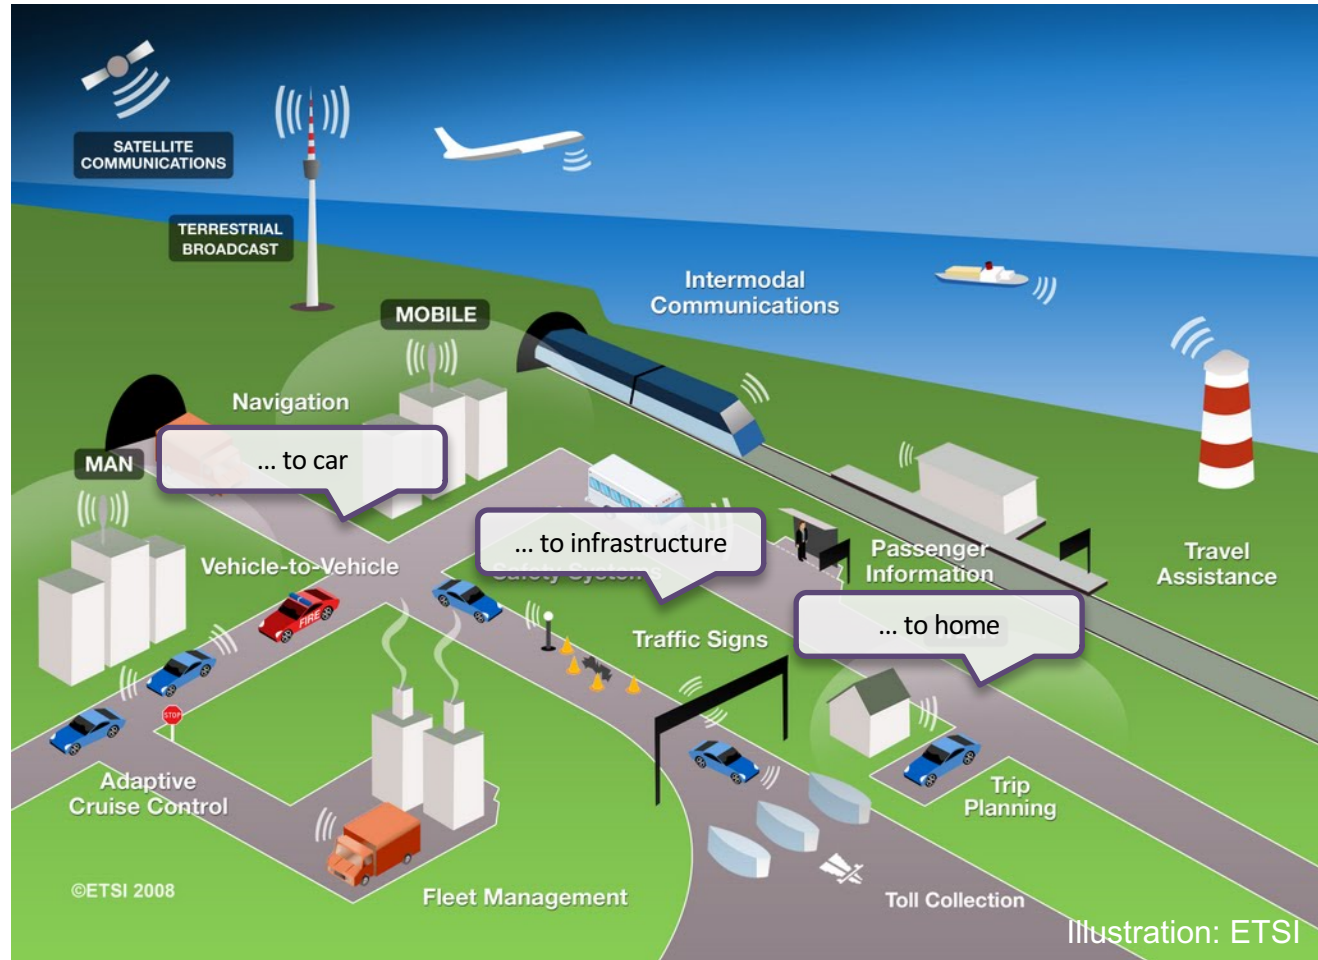 SATELLITE
COMMUNICATIONS
TERRESTRIAL
BROADCAST
Intermodal
Communications
MOBILE
Navigation
... to car
MAN
... to infrastructure
Vehicle-to-Vehicle
Safety Systems
Passenger
Information
Travel
Assistance
... to home
FIRE
Traffic Signs
STOP
Adaptive
Cruise Control
Trip
Planning
©ETSI 2008
Fleet Management
Toll Collection
Illustration: ETSI